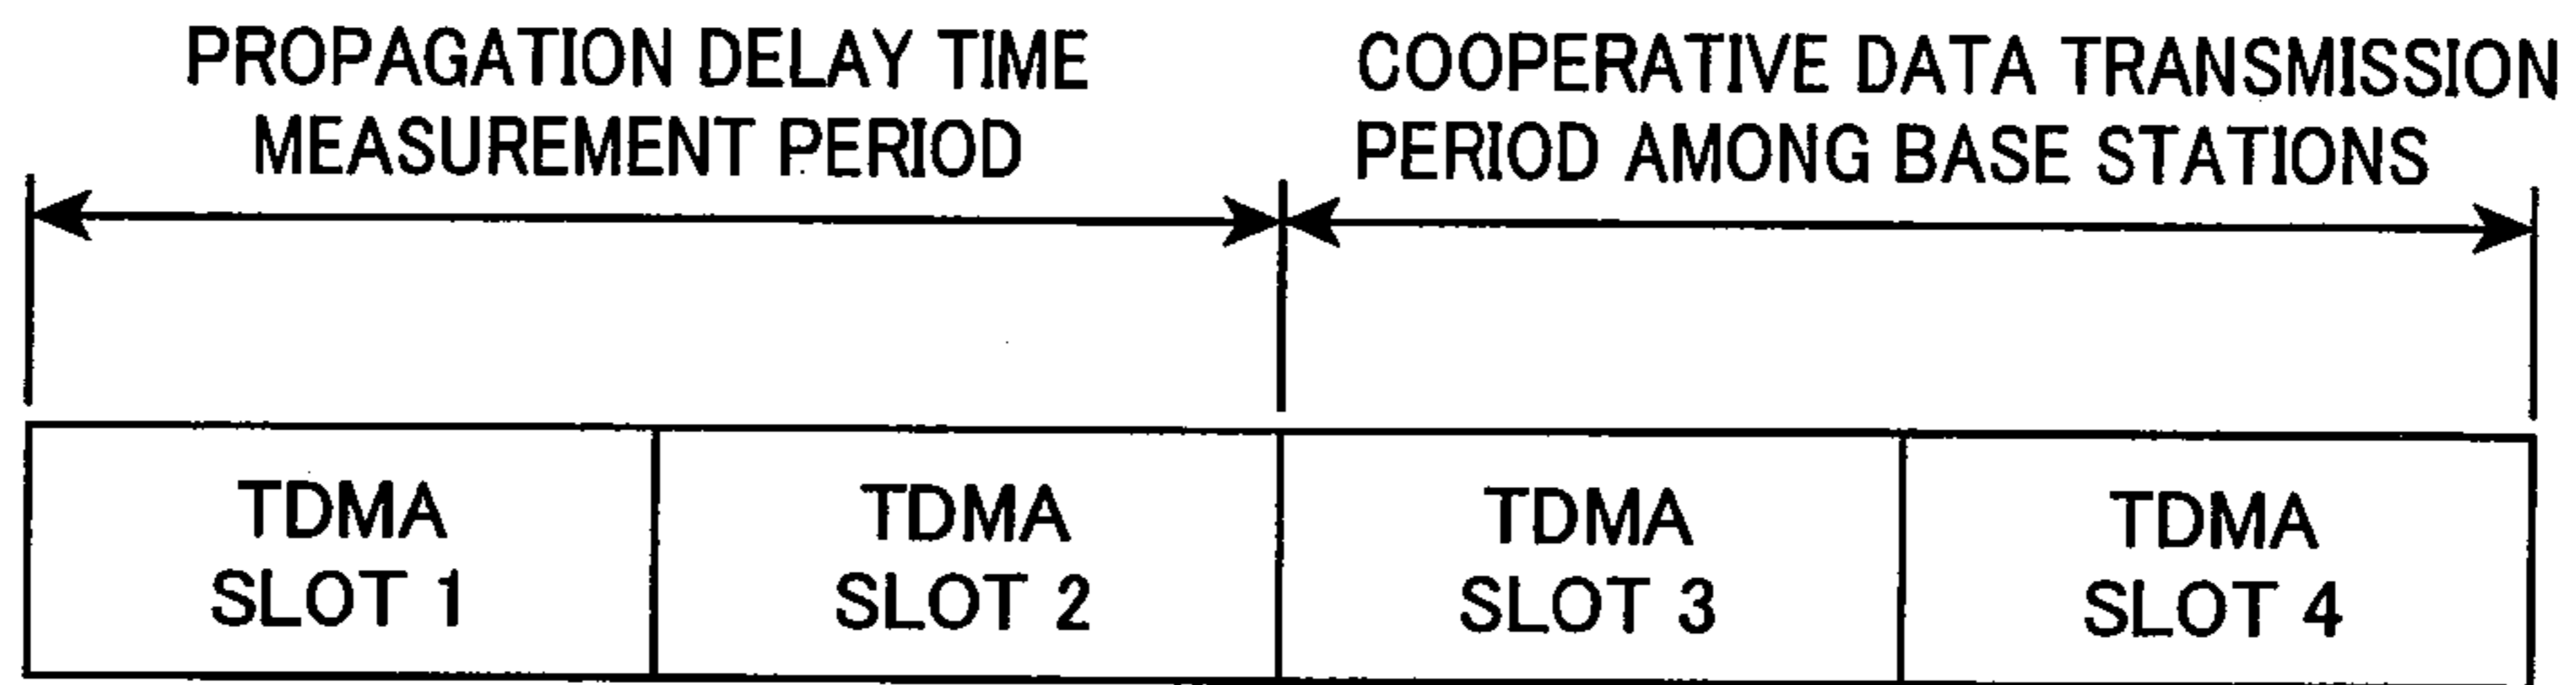 PROPAGATION DELAY TIME
MEASUREMENT PERIOD
COOPERATIVE DATA TRANSMISSION
PERIOD AMONG BASE STATIONS
TDMA
SLOT 1
TDMA
SLOT 2
TDMA
SLOT 3
TDMA
SLOT 4